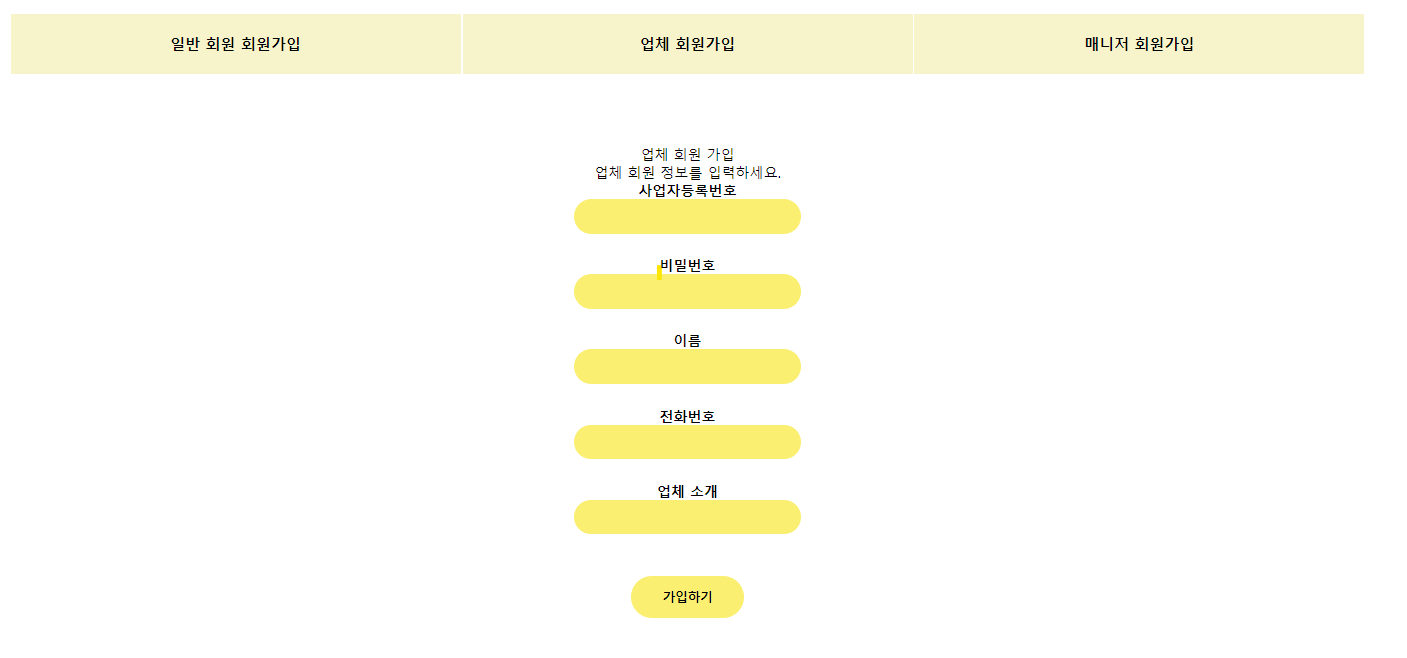 일반 회원 회원가입
업체 회원가입
매니저 회원가입
업체 회원 가입
업체 회원 정보를 입력하세요.
사업자등록번호
비밀번호
이름
전화번호
업체 소개
가입하기